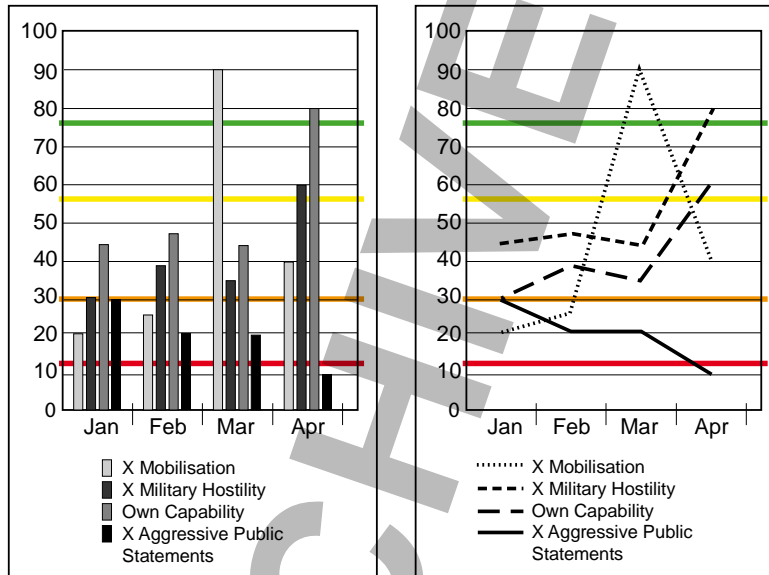 100
90
80
70
60
50
40
30
20
10
0
Jan Feb Mar Apr
X Mobilisation
X Military Hostility
Own Capability
X Aggressive Public
Statements
100
90
80
70
60
50
40
30
20
10
0
Jan Feb Mar Apr
X Mobilisation
X Military Hostility
Own Capability
X Aggressive Public
Statements
CHIVE